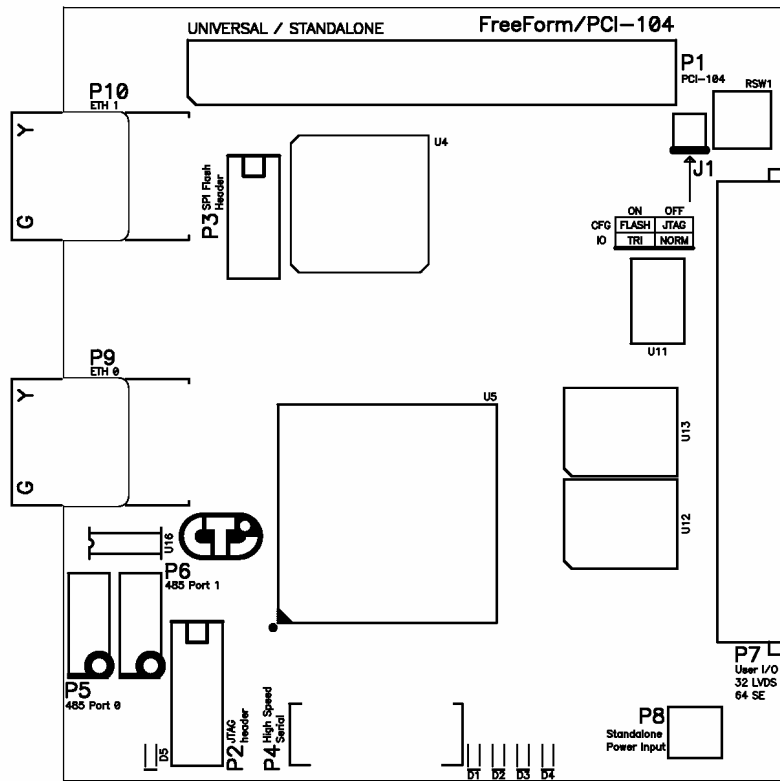 UNIVERSAL / STANDALONE
FreeForm/PCI-104
P1
PCI-104
RSW1
P10
ETH 1
Y
G
U4
P3
SPI Flash
Header
J1
ON OFF
CFG FLASH JTAG
IO TRI NORM
U11
P9
ETH 0
Y
G
U5
U13
U12
U16
P6
485 Port 1
P5
485 Port 0
P7
User I/O
32 LVDS
64 SE
P8
Standalone
Power Input
P2
JTAG
header
P4
High Speed
Serial
D5
D1 D2 D3 D4